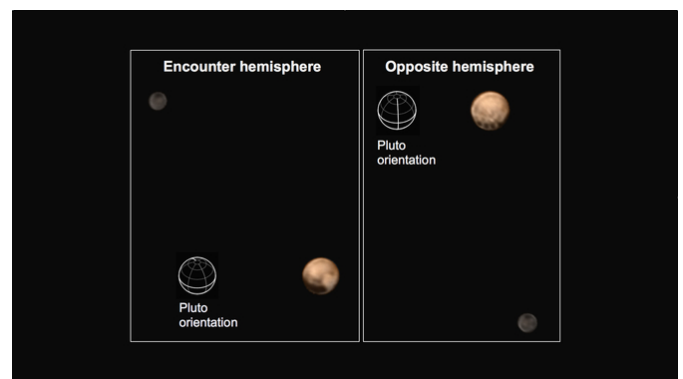 Encounter hemisphere
Pluto
orientation
Opposite hemisphere
Pluto
orientation